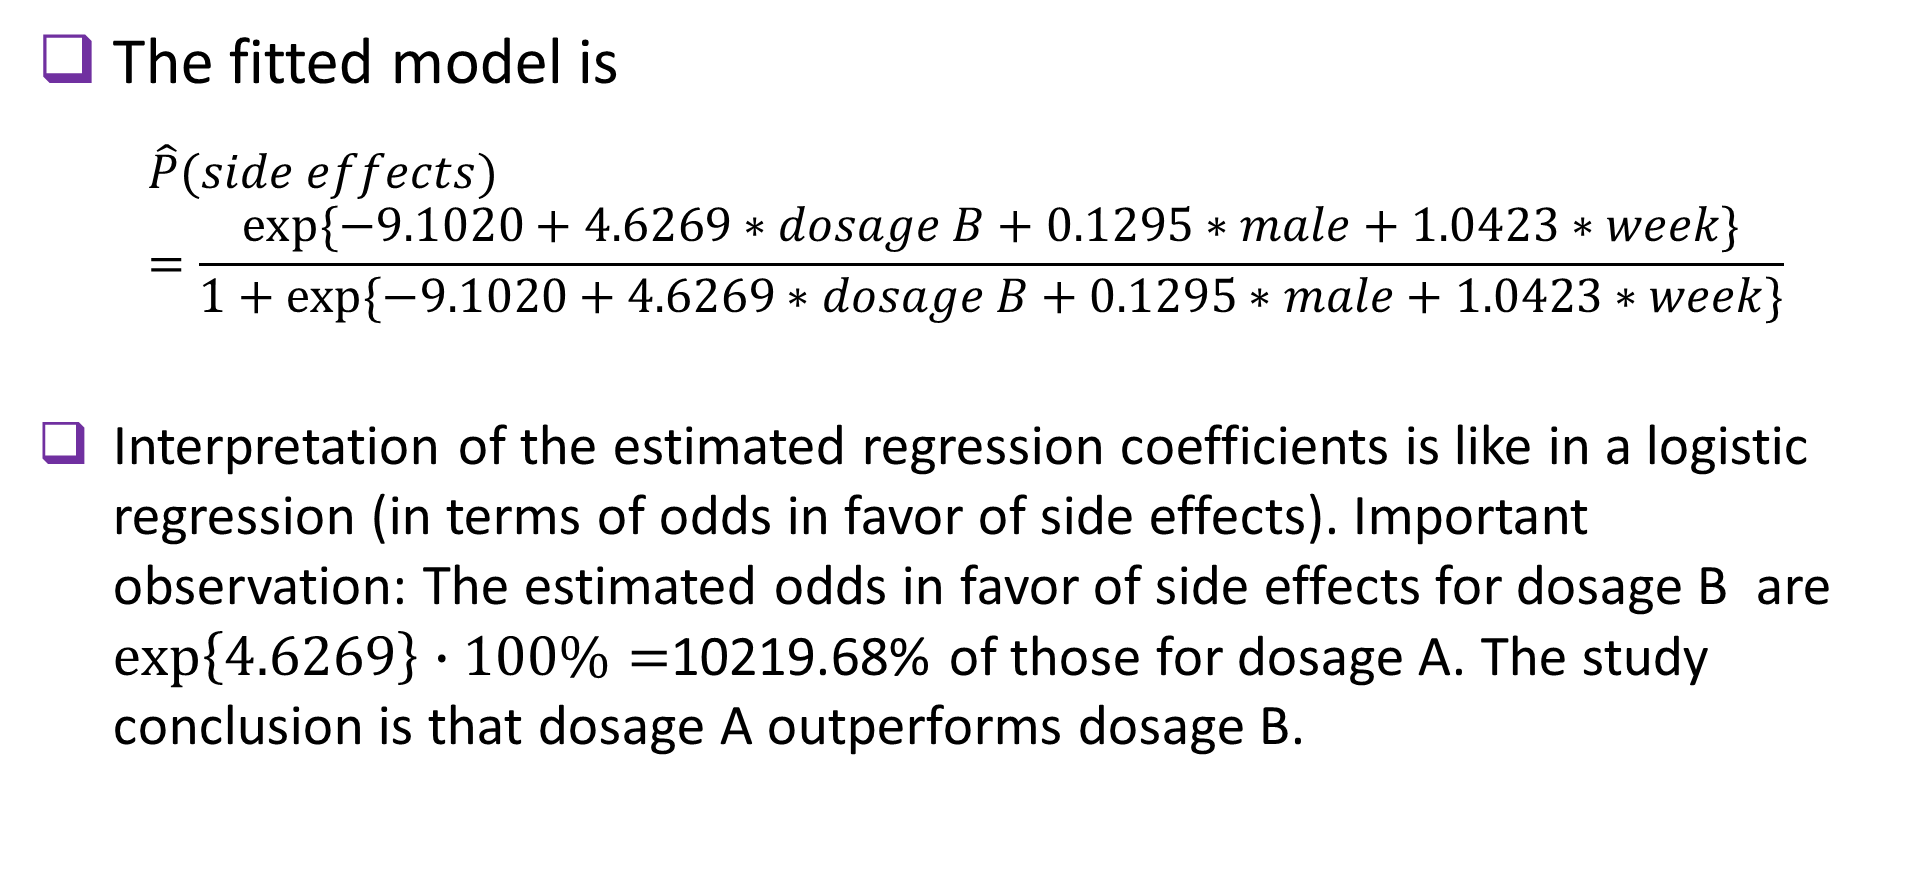 The fitted model is
P̂(side effects)
= exp{−9.1020 + 4.6269 ∗ dosage B + 0.1295 ∗ male + 1.0423 ∗ week}
1 + exp{−9.1020 + 4.6269 ∗ dosage B + 0.1295 ∗ male + 1.0423 ∗ week}
Interpretation of the estimated regression coefficients is like in a logistic
regression (in terms of odds in favor of side effects). Important
observation: The estimated odds in favor of side effects for dosage B are
exp{4.6269} · 100% =10219.68% of those for dosage A. The study
conclusion is that dosage A outperforms dosage B.